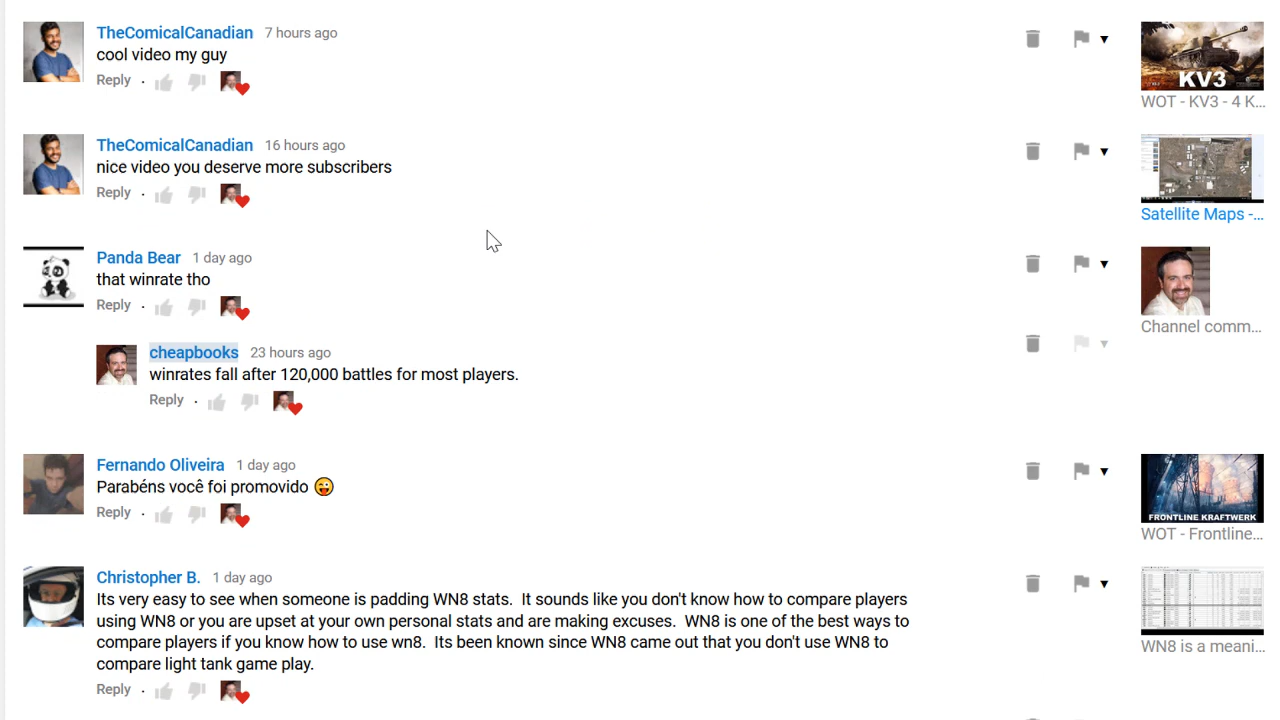 TheComicalCanadian 7 hours ago
cool video my guy
Reply .
KV3
WOT - KV3 - 4 K...
TheComicalCanadian 16 hours ago
nice video you deserve more subscribers
Reply .
Satellite Maps -...
Panda Bear 1 day ago
that winrate tho
Reply .
Channel comm...
cheapbooks 23 hours ago
winrates fall after 120,000 battles for most players.
Reply .
Fernando Oliveira 1 day ago
Parabéns você foi promovido 😜
Reply .
FRONTLINE KRAFTWERK
WOT - Frontline...
Christopher B. 1 day ago
Its very easy to see when someone is padding WN8 stats. It sounds like you don't know how to compare players
using WN8 or you are upset at your own personal stats and are making excuses. WN8 is one of the best ways to
compare players if you know how to use wn8. Its been known since WN8 came out that you don't use WN8 to
compare light tank game play.
Reply .
WN8 is a meani...